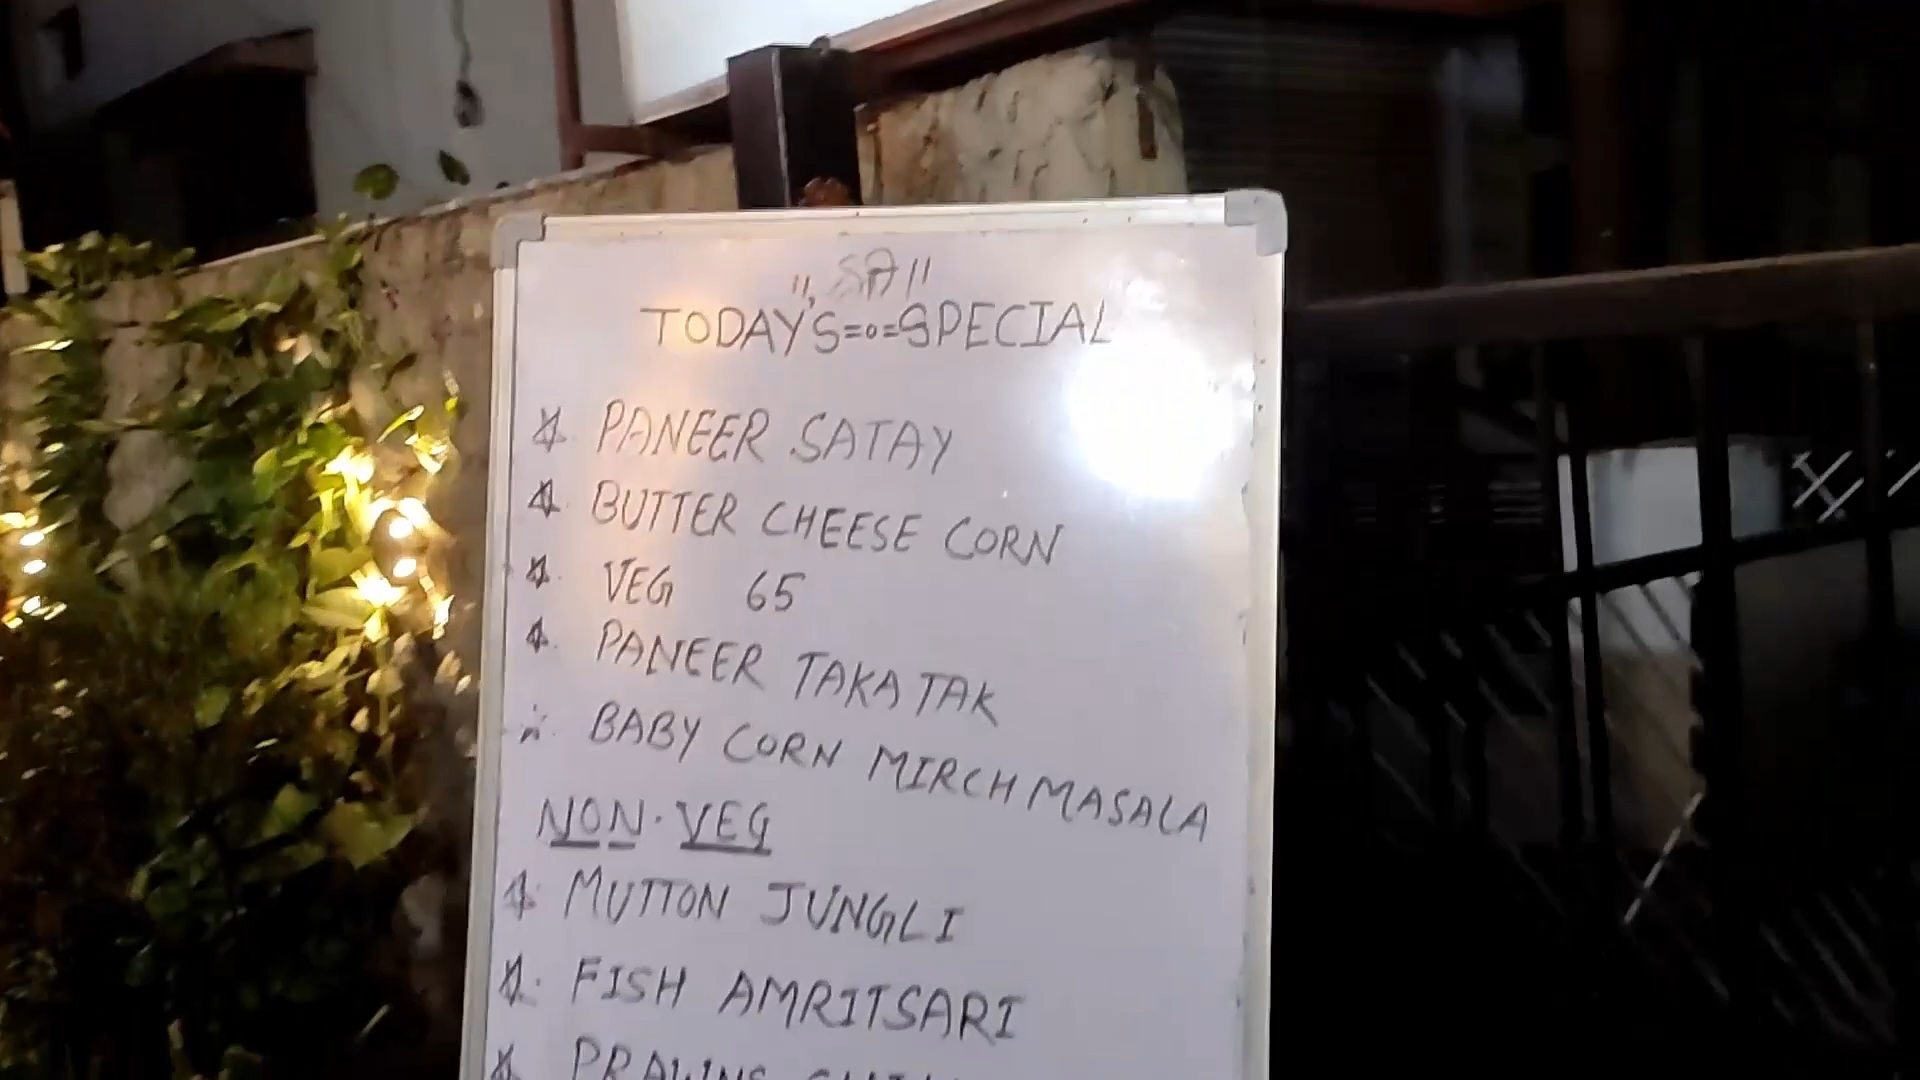 TODAY'S=o=SPECIAL
PANEER SATAY
BUTTER CHEESE CORN
VEG 65
PANEER TAKATAK
BABY CORN MIRCH MASALA
NON-VEG
MUTTON JUNGLI
FISH AMRITSARI
PRAWNS